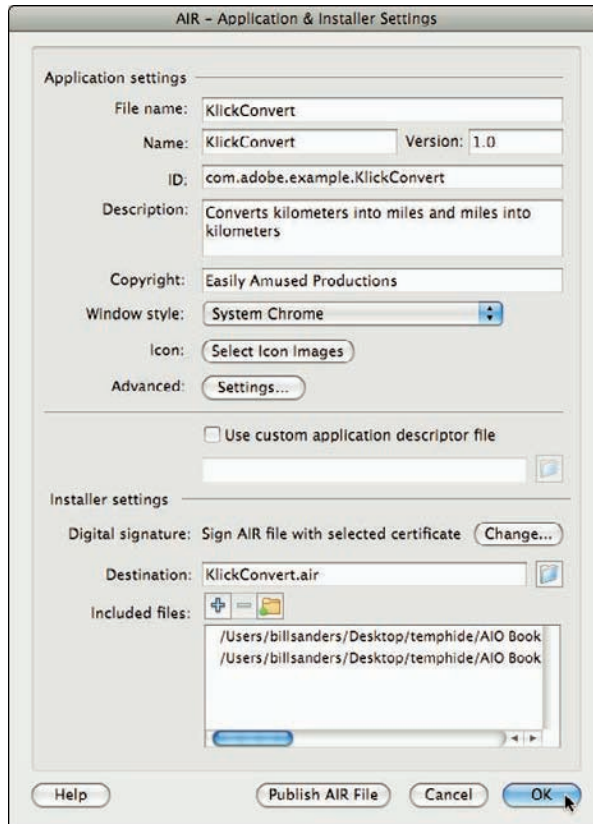 AIR – Application & Installer Settings
Application settings
File name: KlickConvert
Name: KlickConvert Version: 1.0
ID: com.adobe.example.KlickConvert
Description: Converts kilometers into miles and miles into
kilometers
Copyright: Easily Amused Productions
Window style: System Chrome
Icon: Select Icon Images
Advanced: Settings...
Use custom application descriptor file
Installer settings
Digital signature: Sign AIR file with selected certificate Change...
Destination: KlickConvert.air
Included files:
/Users/billsanders/Desktop/temphide/AIO Book
/Users/billsanders/Desktop/temphide/AIO Book
Help Publish AIR File Cancel OK